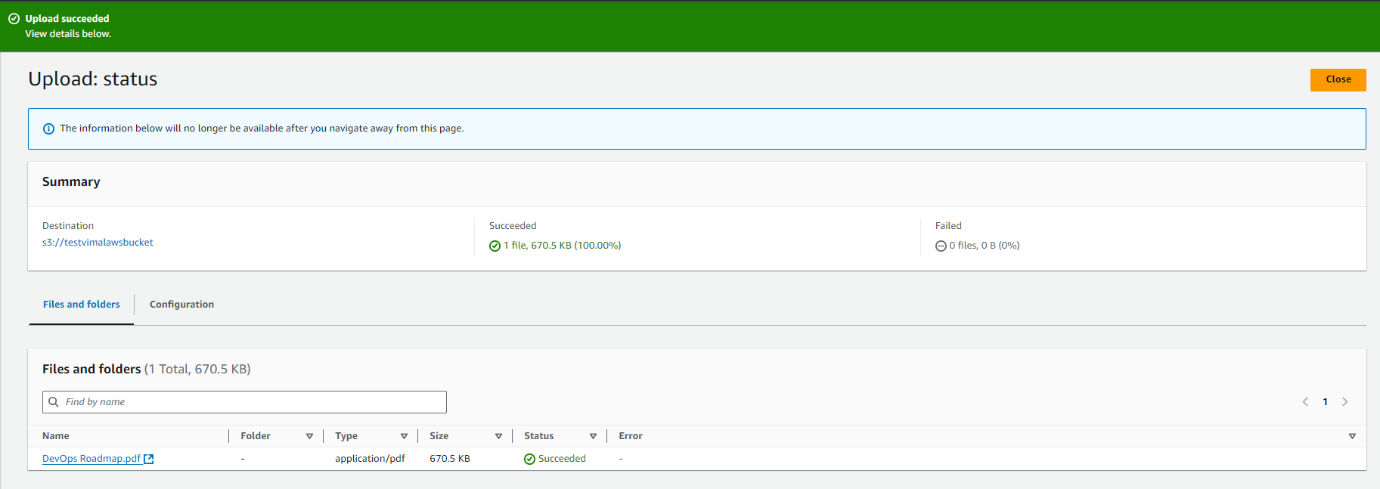 Upload succeeded
View details below.
Upload: status
Close
The information below will no longer be available after you navigate away from this page.
Summary
Destination
s3://testvimalawsbucket
Succeeded
1 file, 670.5 KB (100.00%)
Failed
0 files, 0 B (0%)
Files and folders
Configuration
Files and folders (1 Total, 670.5 KB)
Find by name
1
Name Folder Type Size Status Error
DevOps Roadmap.pdf - application/pdf 670.5 KB Succeeded -